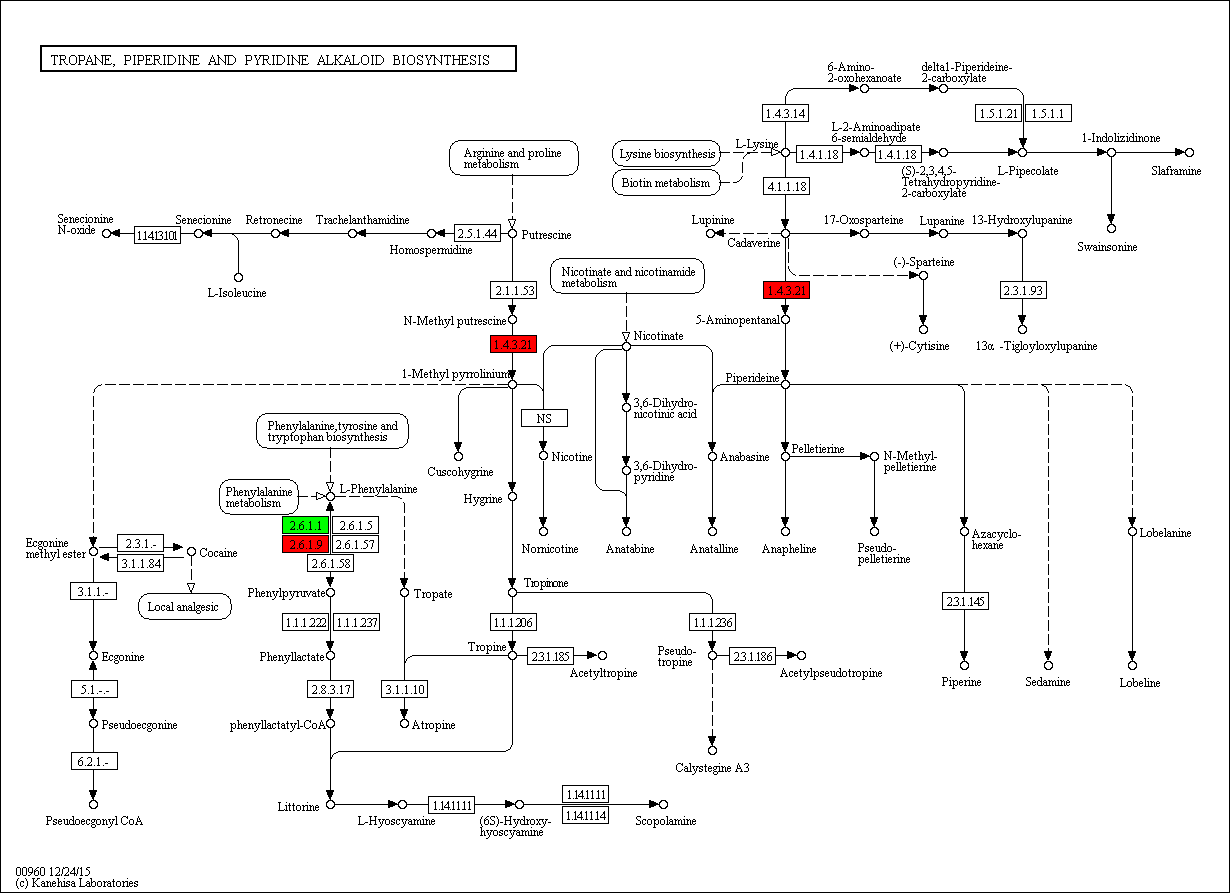 TROPANE, PIPERIDINE AND PYRIDINE ALKALOID BIOSYNTHESIS
6-Amino-
2-oxohexanoate
delta1-Piperideine-
2-carboxylate
1.4.3.14
1.5.1.21
1.5.1.1
L-2-Aminoadipate
6-semialdehyde
1-Indolizidinone
Arginine and proline
metabolism
Lysine biosynthesis
L-Lysine
1.4.1.18
1.4.1.18
Biotin metabolism
(S)-2,3,4,5-
Tetrahydropyridine-
2-carboxylate
L-Pipecolate
Slaframine
4.1.1.18
Senecionine
N-oxide
1.14.13.101
Senecionine
Retronecine
Trachelanthamidine
2.5.1.44
Homospermidine
Putrescine
Lupinine
Cadaverine
17-Oxosparteine
Lupanine
13-Hydroxylupanine
Swainsonine
L-Isoleucine
Nicotinate and nicotinamide
metabolism
(-)-Sparteine
2.1.1.53
1.4.3.21
2.3.1.93
N-Methyl putrescine
5-Aminopentanal
1.4.3.21
Nicotinate
(+)-Cytisine
13α -Tigloyloxylupanine
1-Methyl pyrrolinium
Piperideine
3,6-Dihydro-
nicotinic acid
NS
Phenylalanine,tyrosine and
tryptophan biosynthesis
Cuscohygrine
Nicotine
3,6-Dihydro-
pyridine
Anabasine
Pelletierine
N-Methyl-
pelletierine
Phenylalanine
metabolism
L-Phenylalanine
Hygrine
2.6.1.1
2.6.1.5
2.6.1.9
2.6.1.57
2.6.1.58
Nornicotine
Anatabine
Anatalline
Anapheline
Pseudo-
pelletierine
Azacyclo-
hexane
Lobelanine
Ecgonine
methyl ester
2.3.1.-
3.1.1.84
Cocaine
3.1.1.-
Local analgesic
Phenylpyruvate
Tropate
Tropinone
2.3.1.145
1.1.1.222
1.1.1.237
1.1.1.206
1.1.1.236
Ecgonine
Phenyllactate
Tropine
2.3.1.185
Acetyltropine
Pseudo-
tropine
2.3.1.186
Acetylpseudotropine
Piperine
Sedamine
Lobeline
5.1.-.-
2.8.3.17
3.1.1.10
Pseudoecgonine
phenyllactatyl-CoA
Atropine
6.2.1.-
Calystegine A3
Pseudoecgonyl CoA
Littorine
L-Hyoscyamine
1.14.11.11
(6S)-Hydroxy-
hyoscyamine
1.14.11.11
1.14.11.14
Scopolamine
00960 12/24/15
(c) Kanehisa Laboratories